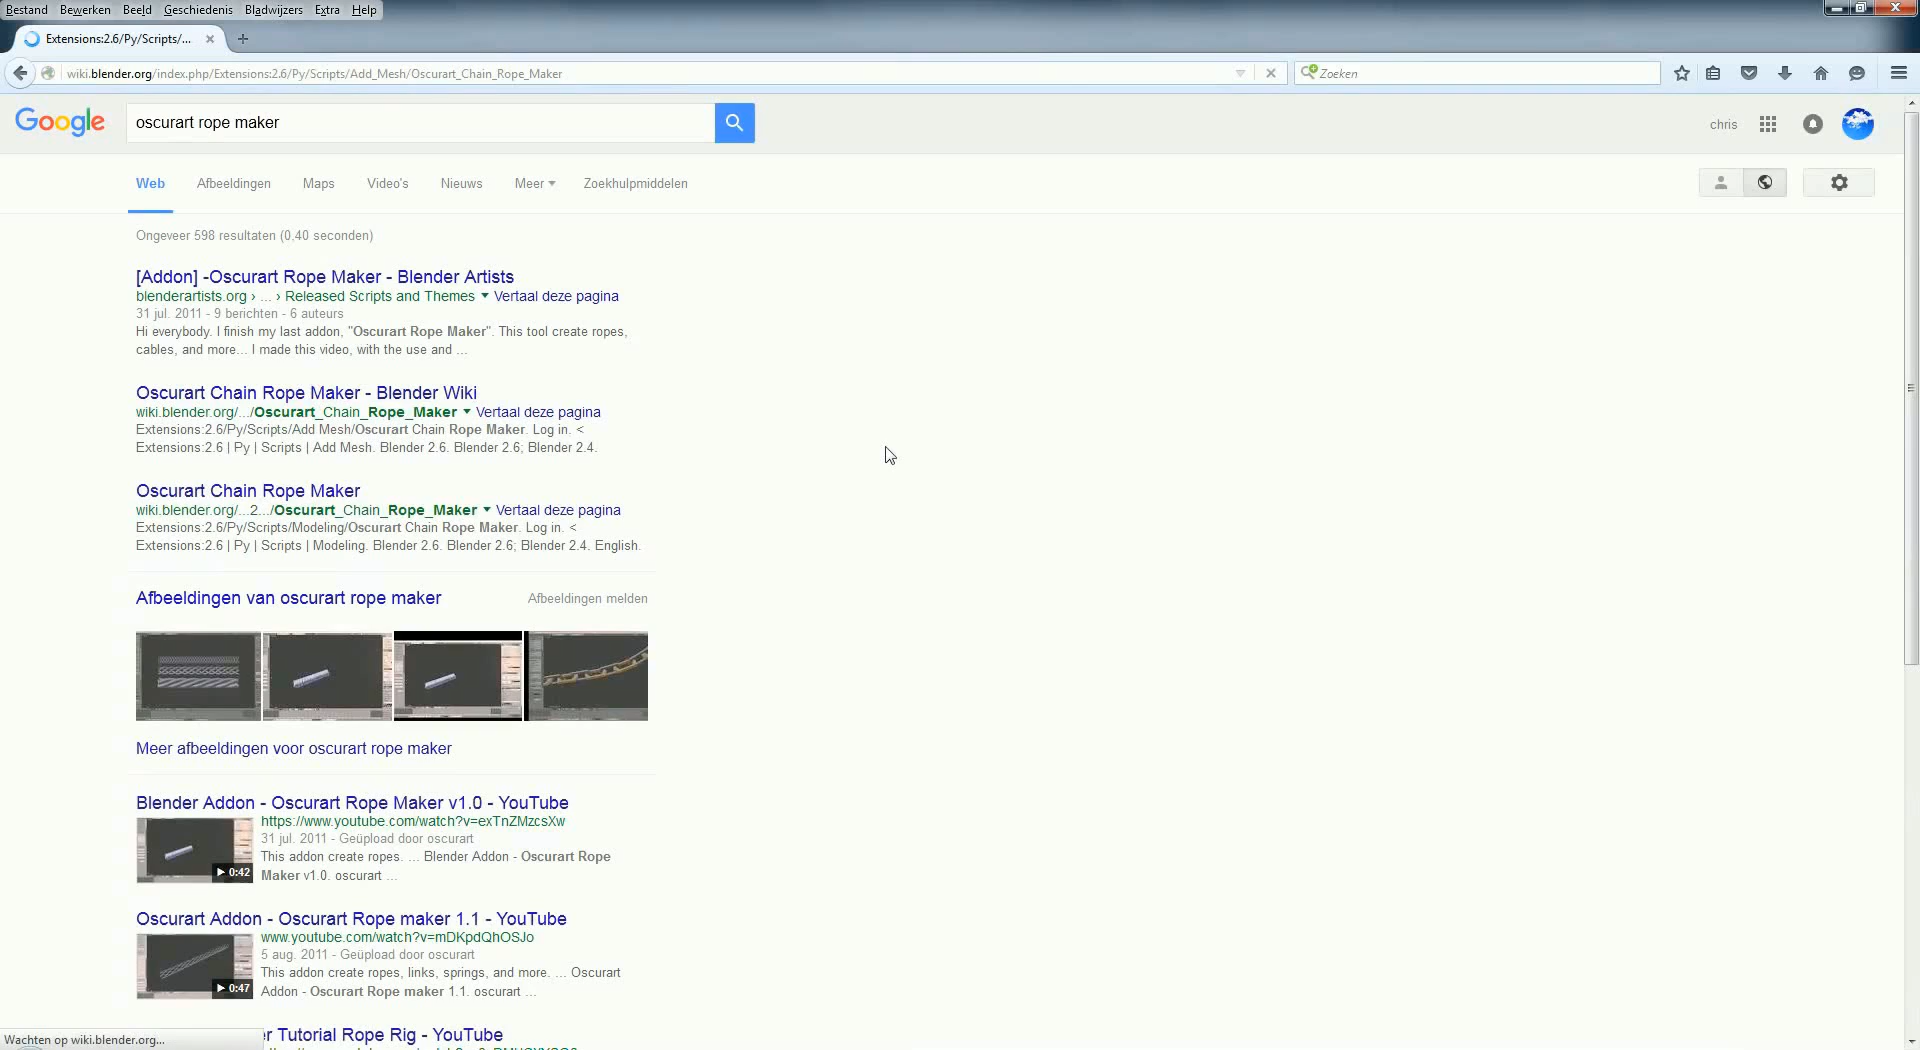 Bestand Bewerken Beeld Geschiedenis Bladwijzers Extra Help
Extensions:2.6/Py/Scripts/...
wiki.blender.org/index.php/Extensions:2.6/Py/Scripts/Add_Mesh/Oscurart_Chain_Rope_Maker
Zoeken
Google
oscurart rope maker
chris
Web Afbeeldingen Maps Video's Nieuws Meer Zoekhulpmiddelen
Ongeveer 598 resultaten (0,40 seconden)
[Addon] -Oscurart Rope Maker - Blender Artists
blenderartists.org › ... › Released Scripts and Themes Vertaal deze pagina
31 jul. 2011 - 9 berichten - 6 auteurs
Hi everybody. I finish my last addon, "Oscurart Rope Maker". This tool create ropes,
cables, and more... I made this video, with the use and ...
Oscurart Chain Rope Maker - Blender Wiki
wiki.blender.org/.../Oscurart_Chain_Rope_Maker Vertaal deze pagina
Extensions:2.6/Py/Scripts/Add Mesh/Oscurart Chain Rope Maker. Log in. <
Extensions:2.6 | Py | Scripts | Add Mesh. Blender 2.6. Blender 2.6; Blender 2.4.
Oscurart Chain Rope Maker
wiki.blender.org/...2.../Oscurart_Chain_Rope_Maker Vertaal deze pagina
Extensions:2.6/Py/Scripts/Modeling/Oscurart Chain Rope Maker. Log in. <
Extensions:2.6 | Py | Scripts | Modeling. Blender 2.6. Blender 2.6; Blender 2.4. English.
Afbeeldingen van oscurart rope maker
Afbeeldingen melden
Meer afbeeldingen voor oscurart rope maker
Blender Addon - Oscurart Rope Maker v1.0 - YouTube
https://www.youtube.com/watch?v=exTnZMzcsXw
31 jul. 2011 - Geüpload door oscurart
This addon create ropes. ... Blender Addon - Oscurart Rope
Maker v1.0. oscurart ...
0:42
Oscurart Addon - Oscurart Rope maker 1.1 - YouTube
www.youtube.com/watch?v=mDKpdQhOSJo
5 aug. 2011 - Geüpload door oscurart
This addon create ropes, links, springs, and more. ... Oscurart
Addon - Oscurart Rope maker 1.1. oscurart ...
0:47
r Tutorial Rope Rig - YouTube
Wachten op wiki.blender.org...